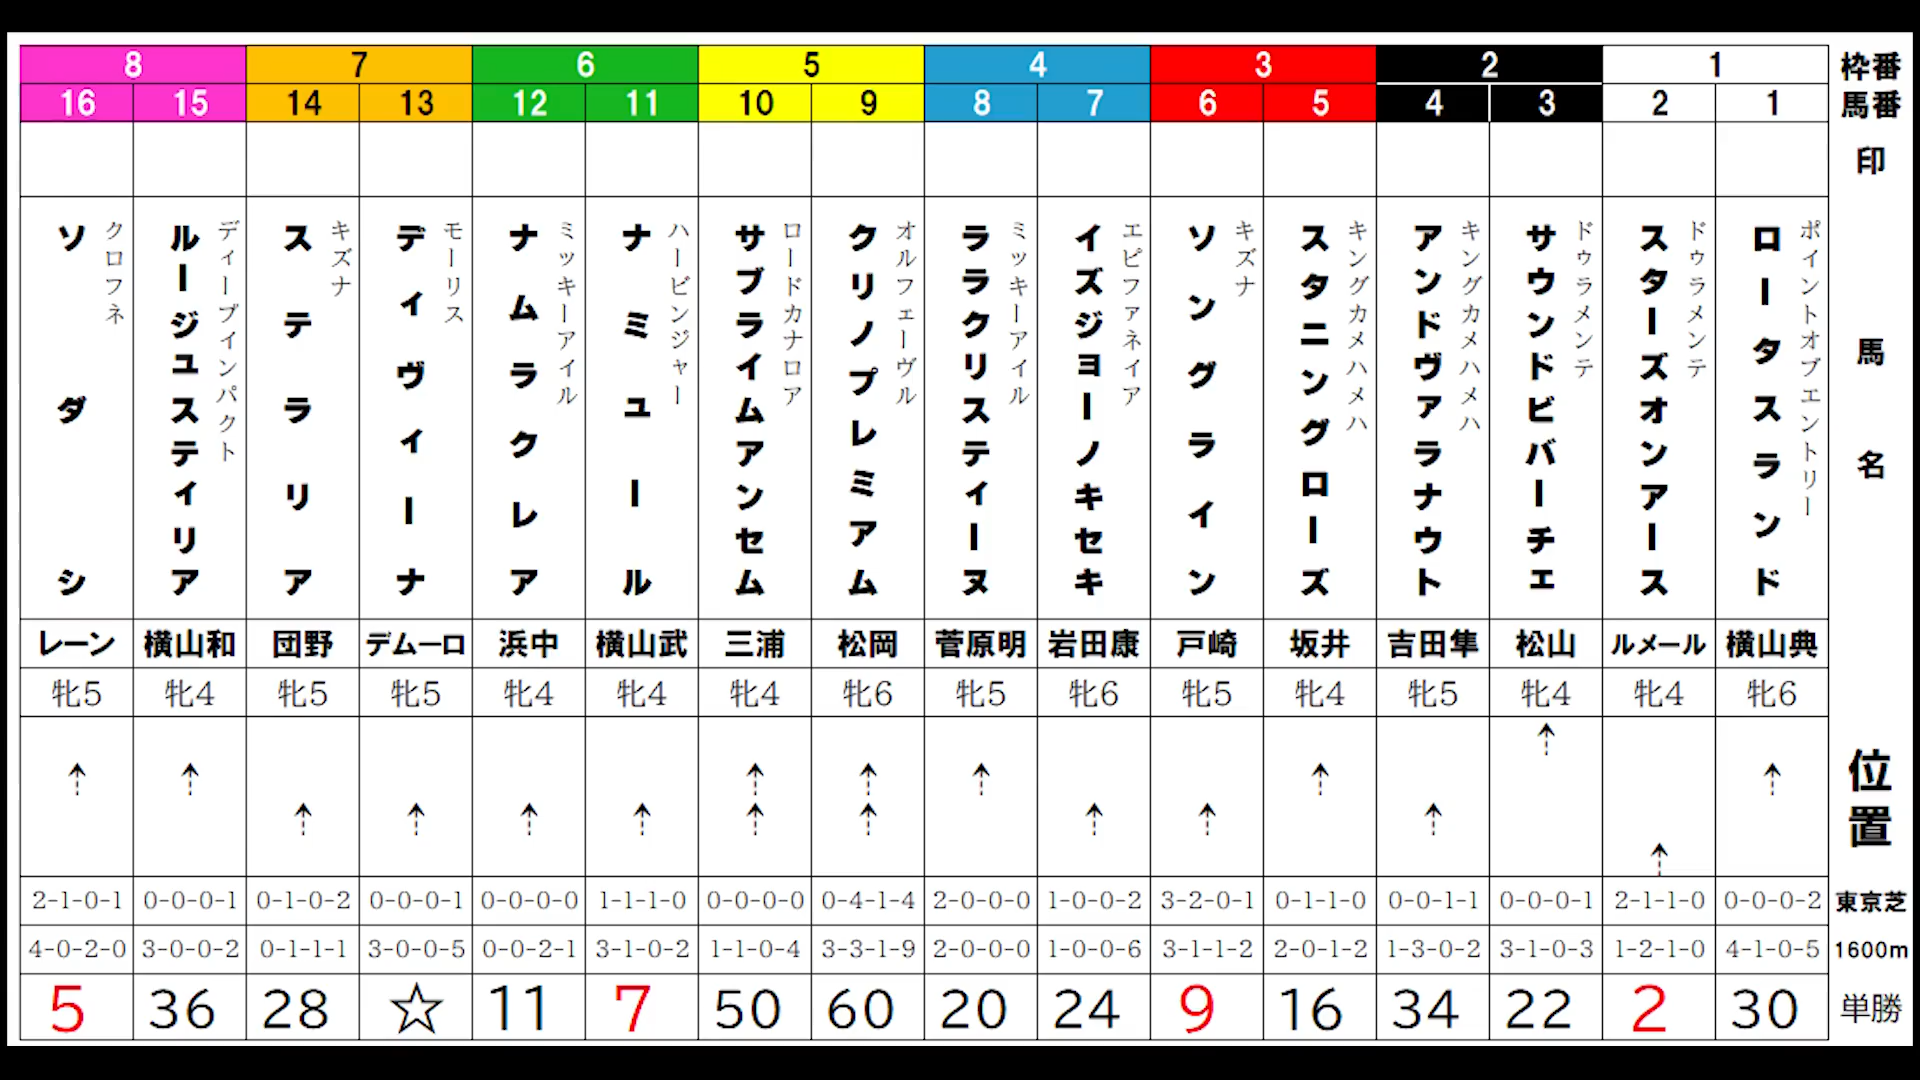 8 7 6 5 4 3 2 1 枠番
16 15 14 13 12 11 10 9 8 7 6 5 4 3 2 1 馬番
印
馬名
ポイントオブエントリー
ロータスランド
ドゥラメンテ
スターズオンアース
ドゥラメンテ
サウンドビバーチェ
キングカメハメハ
アンドヴァラナウト
キングカメハメハ
スタニングローズ
キズナ
ソングライン
エピファネイア
イズジョーノキセキ
ミッキーアイル
ララクリスティーヌ
オルフェーヴル
クリノプレミアム
ロードカナロア
サブライムアンセム
ハービンジャー
ナミュール
ミッキーアイル
ナムラクレア
モーリス
ディヴィーナ
キズナ
ステラリア
ディープインパクト
ルージュスティリア
クロフネ
ソダシ
レーン 横山和 団野 デムーロ 浜中 横山武 三浦 松岡 菅原明 岩田康 戸崎 坂井 吉田隼 松山 ルメール 横山典
牝5 牝4 牝5 牝5 牝4 牝4 牝4 牝6 牝5 牝6 牝5 牝4 牝5 牝4 牝4 牝6
位置
2-1-0-1 0-0-0-1 0-1-0-2 0-0-0-1 0-0-0-0 1-1-1-0 0-0-0-0 0-4-1-4 2-0-0-0 1-0-0-2 3-2-0-1 0-1-1-0 0-0-1-1 0-0-0-1 2-1-1-0 0-0-0-2 東京芝
4-0-2-0 3-0-0-2 0-1-1-1 3-0-0-5 0-0-2-1 3-1-0-2 1-1-0-4 3-3-1-9 2-0-0-0 1-0-0-6 3-1-1-2 2-0-1-2 1-3-0-2 3-1-0-3 1-2-1-0 4-1-0-5 1600m
5 36 28 ☆ 11 7 50 60 20 24 9 16 34 22 2 30 単勝